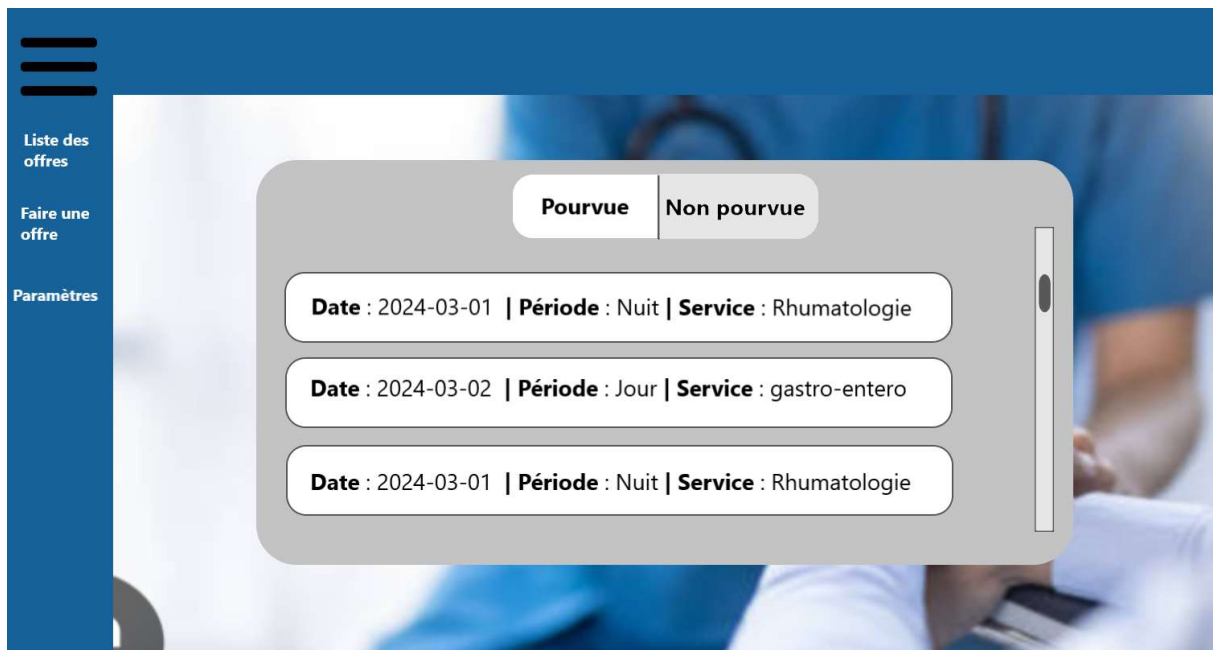 Liste des
offres
Faire une
offre
Paramètres
Pourvue Non pourvue
Date : 2024-03-01 | Période : Nuit | Service : Rhumatologie
Date : 2024-03-02 | Période : Jour | Service : gastro-entero
Date : 2024-03-01 | Période : Nuit | Service : Rhumatologie